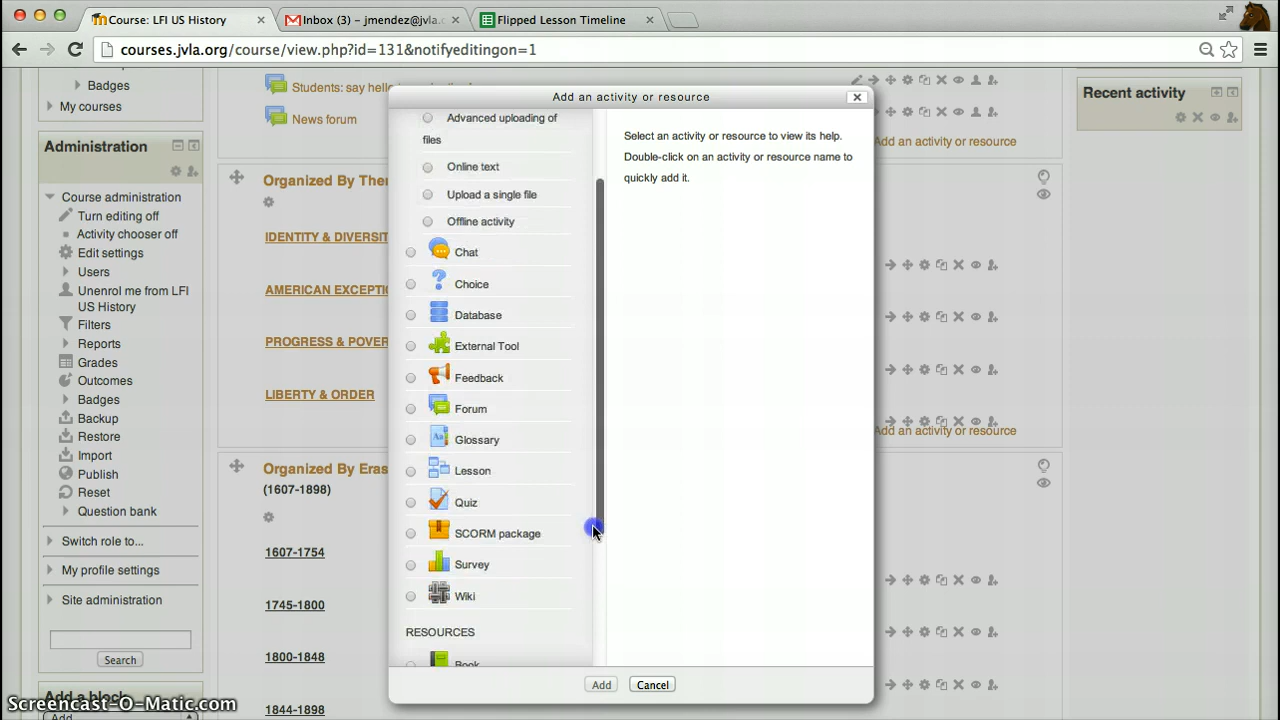 Course: LFI US History
Inbox (3) – jmendez@jvla.c
Flipped Lesson Timeline
courses.jvla.org/course/view.php?id=131&notifyeditingon=1
Badges
My courses
Administration
Course administration
Turn editing off
Activity chooser off
Edit settings
Users
Unenrol me from LFI
US History
Filters
Reports
Grades
Outcomes
Badges
Backup
Restore
Import
Publish
Reset
Question bank
Switch role to...
My profile settings
Site administration
Search
Add a block
Add...
Students: say hello
News forum
Add an activity or resource
Organized By The
IDENTITY & DIVERSIT
AMERICAN EXCEPTI
PROGRESS & POVER
LIBERTY & ORDER
Add an activity or resource
Organized By Eras
(1607-1898)
1607-1754
1745-1800
1800-1848
1844-1898
Add an activity or resource
Advanced uploading of
files
Online text
Upload a single file
Offline activity
Chat
Choice
Database
External Tool
Feedback
Forum
Glossary
Lesson
Quiz
SCORM package
Survey
Wiki
RESOURCES
Book
Select an activity or resource to view its help.
Double-click on an activity or resource name to
quickly add it.
Add
Cancel
Recent activity
Screencast-O-Matic.com